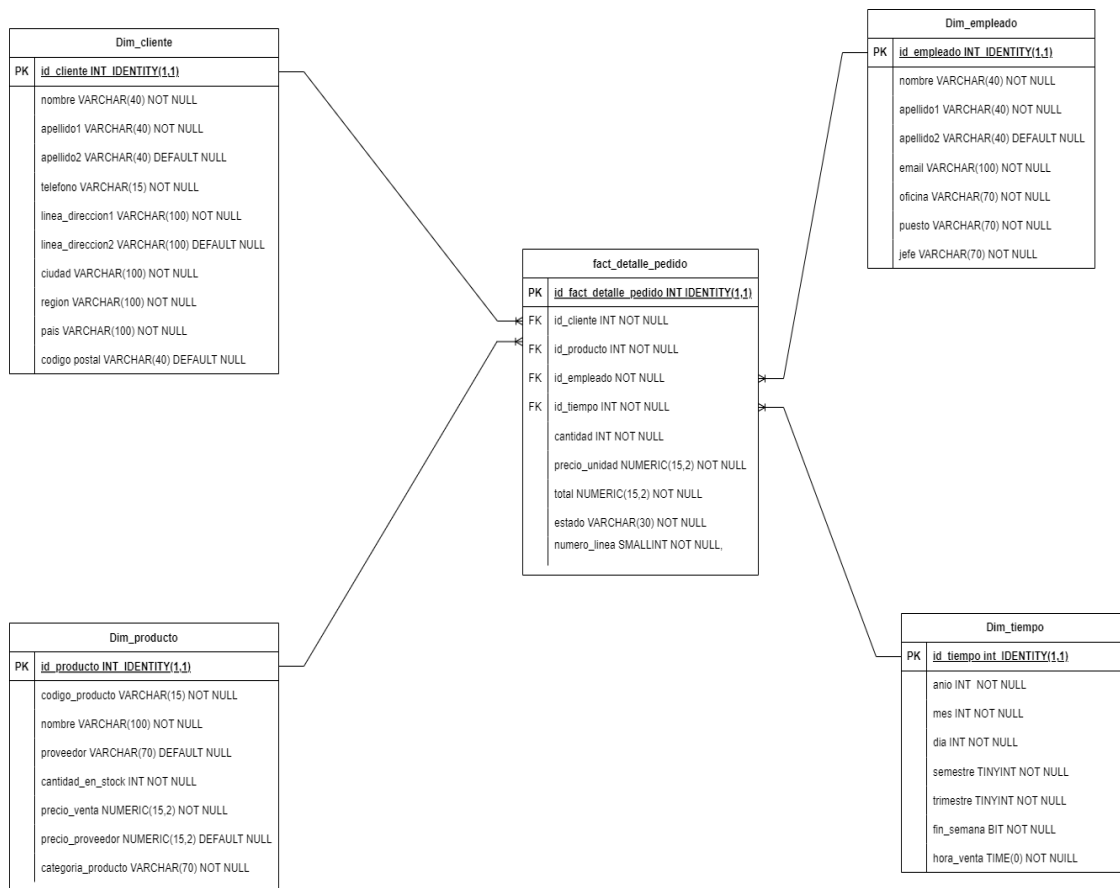 Dim_cliente
PK id_cliente INT IDENTITY(1,1)
nombre VARCHAR(40) NOT NULL
apellido1 VARCHAR(40) NOT NULL
apellido2 VARCHAR(40) DEFAULT NULL
telefono VARCHAR(15) NOT NULL
linea_direccion1 VARCHAR(100) NOT NULL
linea_direccion2 VARCHAR(100) DEFAULT NULL
ciudad VARCHAR(100) NOT NULL
region VARCHAR(100) NOT NULL
pais VARCHAR(100) NOT NULL
codigo postal VARCHAR(40) DEFAULT NULL
Dim_empleado
PK id_empleado INT IDENTITY(1,1)
nombre VARCHAR(40) NOT NULL
apellido1 VARCHAR(40) NOT NULL
apellido2 VARCHAR(40) DEFAULT NULL
email VARCHAR(100) NOT NULL
oficina VARCHAR(70) NOT NULL
puesto VARCHAR(70) NOT NULL
jefe VARCHAR(70) NOT NULL
fact_detalle_pedido
PK id_fact_detalle_pedido INT IDENTITY(1,1)
FK id_cliente INT NOT NULL
FK id_producto INT NOT NULL
FK id_empleado NOT NULL
FK id_tiempo INT NOT NULL
cantidad INT NOT NULL
precio_unidad NUMERIC(15,2) NOT NULL
total NUMERIC(15,2) NOT NULL
estado VARCHAR(30) NOT NULL
numero_linea SMALLINT NOT NULL,
Dim_producto
PK id_producto INT IDENTITY(1,1)
codigo_producto VARCHAR(15) NOT NULL
nombre VARCHAR(100) NOT NULL
proveedor VARCHAR(70) DEFAULT NULL
cantidad_en_stock INT NOT NULL
precio_venta NUMERIC(15,2) NOT NULL
precio_proveedor NUMERIC(15,2) DEFAULT NULL
categoria_producto VARCHAR(70) NOT NULL
Dim_tiempo
PK id_tiempo int IDENTITY(1,1)
anio INT NOT NULL
mes INT NOT NULL
dia INT NOT NULL
semestre TINYINT NOT NULL
trimestre TINYINT NOT NULL
fin_semana BIT NOT NULL
hora_venta TIME(0) NOT NUILL